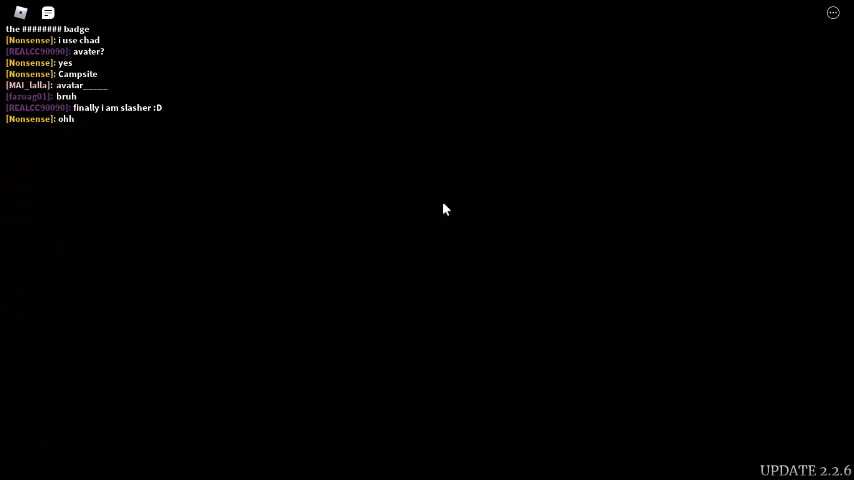 the ######## badge
[Nonsense]: i use chad
[REALCC90090]: avater?
[Nonsense]: yes
[Nonsense]: Campsite
[MAI_lalla]: avatar_____
[fazuag01]: bruh
[REALCC90090]: finally i am slasher :D
[Nonsense]: ohh
UPDATE 2.2.6